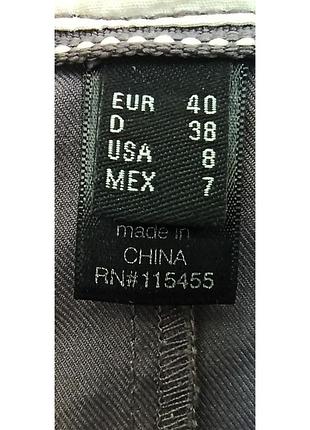 EUR 40
D 38
USA 8
MEX 7
made in
CHINA
RN#115455